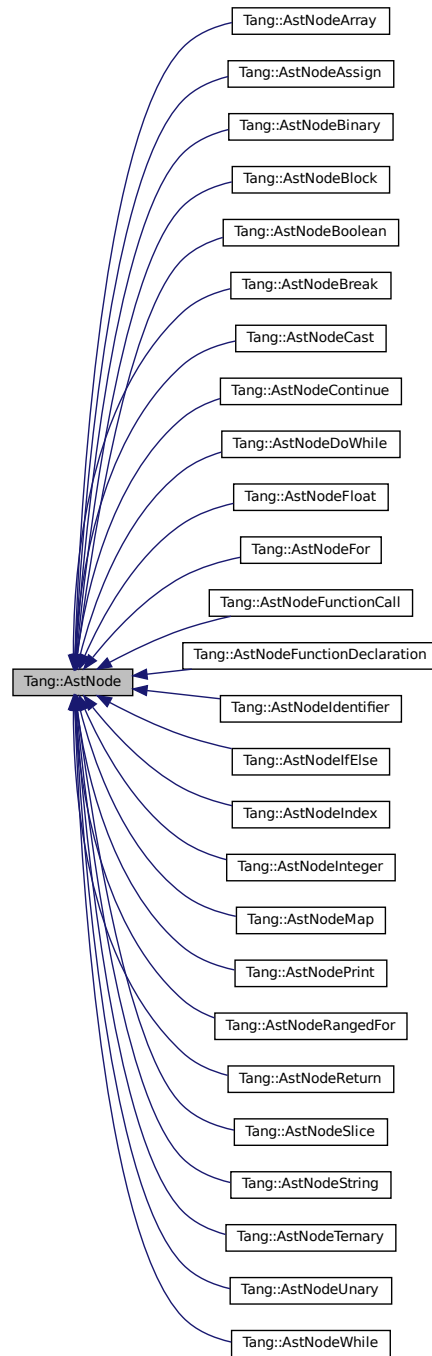 Tang::AstNodeArray
Tang::AstNodeAssign
Tang::AstNodeBinary
Tang::AstNodeBlock
Tang::AstNodeBoolean
Tang::AstNodeBreak
Tang::AstNodeCast
Tang::AstNodeContinue
Tang::AstNodeDoWhile
Tang::AstNodeFloat
Tang::AstNodeFor
Tang::AstNodeFunctionCall
Tang::AstNodeFunctionDeclaration
Tang::AstNode
Tang::AstNodeIdentifier
Tang::AstNodeIfElse
Tang::AstNodeIndex
Tang::AstNodeInteger
Tang::AstNodeMap
Tang::AstNodePrint
Tang::AstNodeRangedFor
Tang::AstNodeReturn
Tang::AstNodeSlice
Tang::AstNodeString
Tang::AstNodeTernary
Tang::AstNodeUnary
Tang::AstNodeWhile